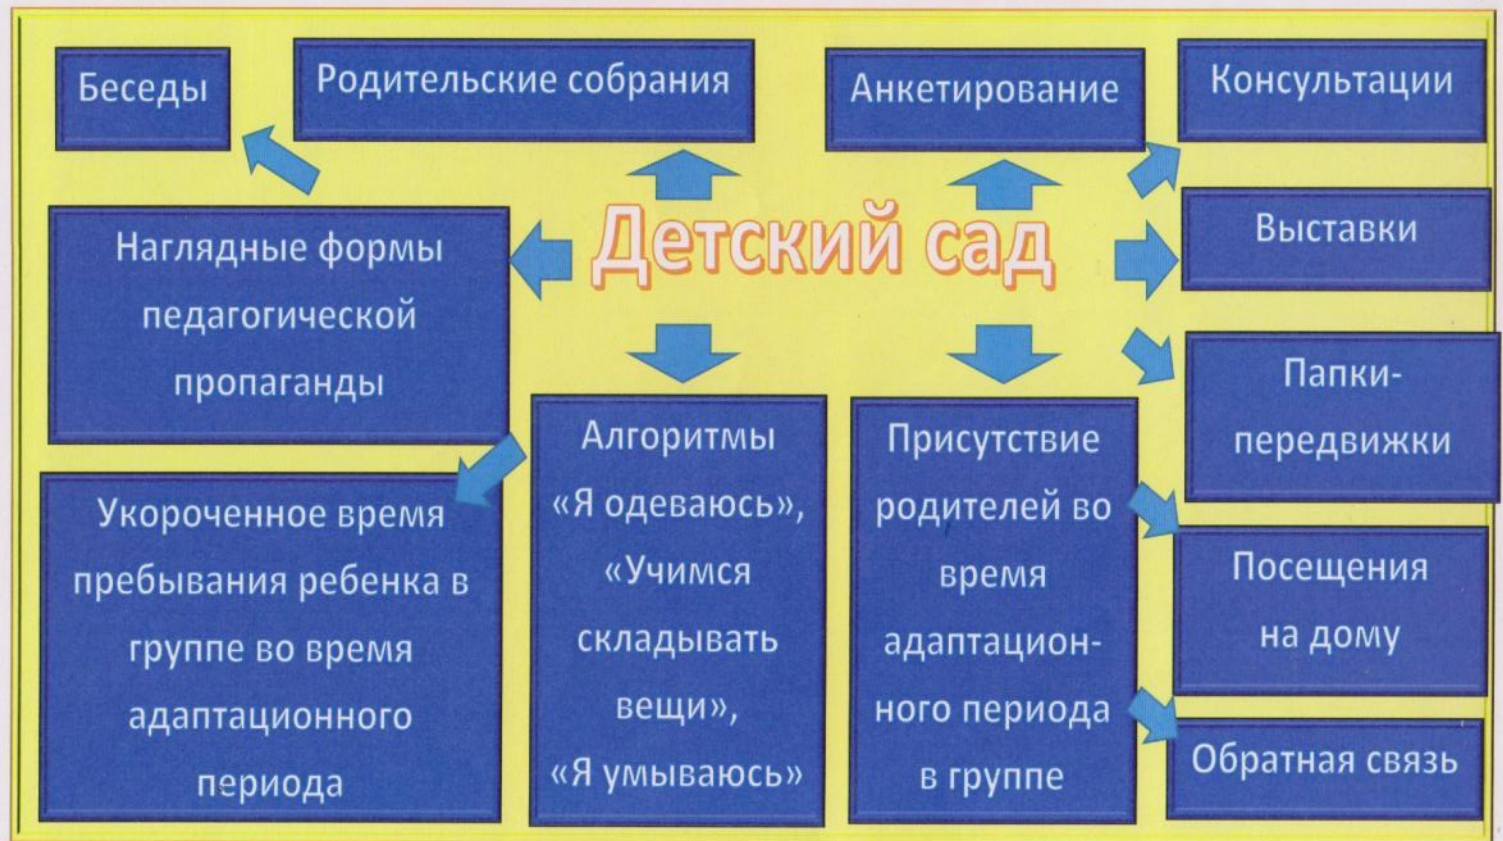 Беседы
Родительские собрания
Анкетирование
Консультации
Детский сад
Выставки
Наглядные формы
педагогической
пропаганды
Папки-
передвижки
Укороченное время
пребывания ребенка в
группе во время
адаптационного
периода
Алгоритмы
«Я одеваюсь»,
«Учимся
складывать
вещи»,
«Я умываюсь»
Присутствие
родителей во
время
адаптацион-
ного периода
в группе
Посещения
на дому
Обратная связь